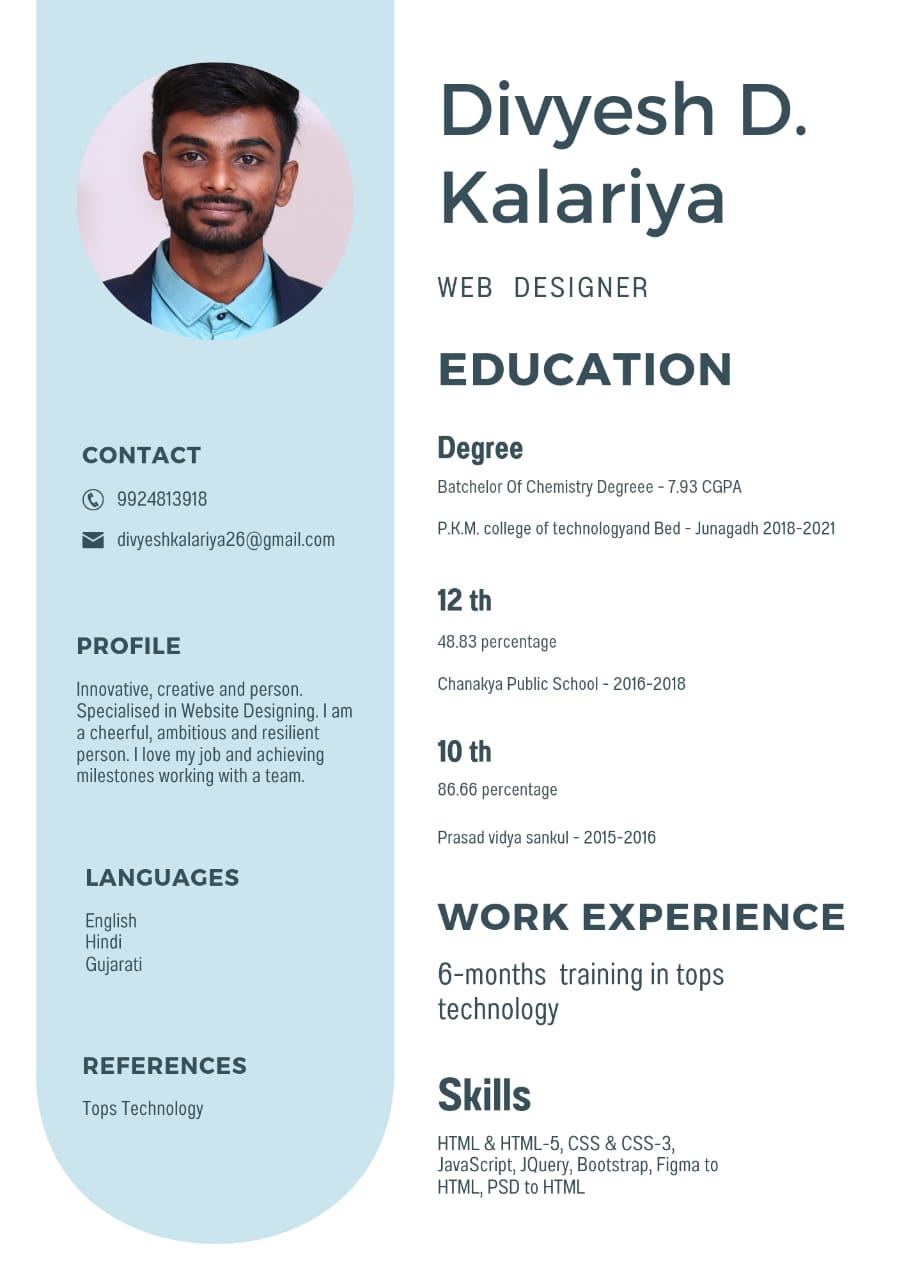 Divyesh D.
Kalariya
WEB DESIGNER
CONTACT
9924813918
divyeshkalariya26@gmail.com
PROFILE
Innovative, creative and person.
Specialised in Website Designing. I am
a cheerful, ambitious and resilient
person. I love my job and achieving
milestones working with a team.
LANGUAGES
English
Hindi
Gujarati
REFERENCES
Tops Technology
EDUCATION
Degree
Batchelor Of Chemistry Degreee - 7.93 CGPA
P.K.M. college of technologyand Bed - Junagadh 2018-2021
12 th
48.83 percentage
Chanakya Public School - 2016-2018
10 th
86.66 percentage
Prasad vidya sankul - 2015-2016
WORK EXPERIENCE
6-months training in tops
technology
Skills
HTML & HTML-5, CSS & CSS-3,
JavaScript, JQuery, Bootstrap, Figma to
HTML, PSD to HTML